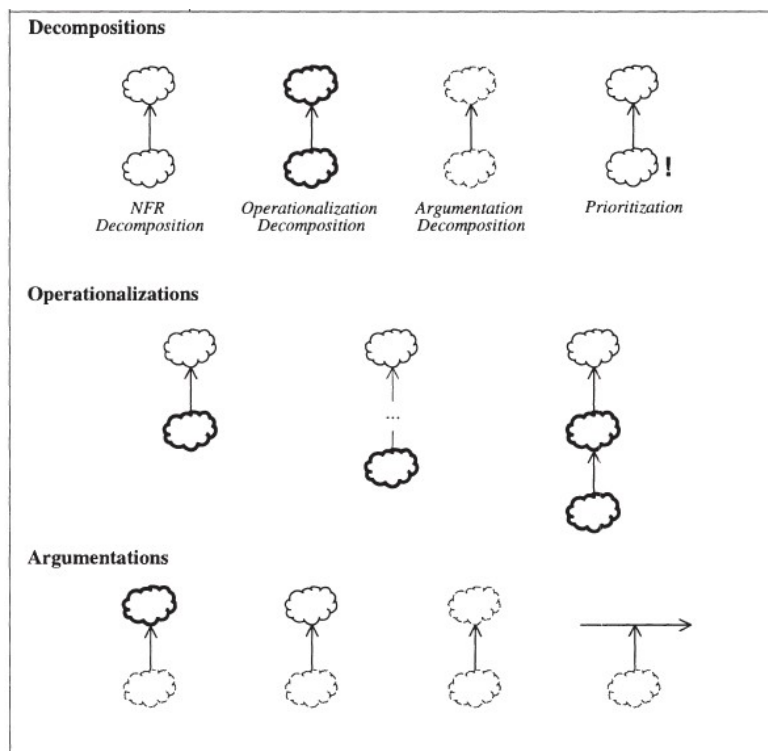 Decompositions
!
NFR
Decomposition
Operationalization
Decomposition
Argumentation
Decomposition
Prioritization
Operationalizations
...
Argumentations